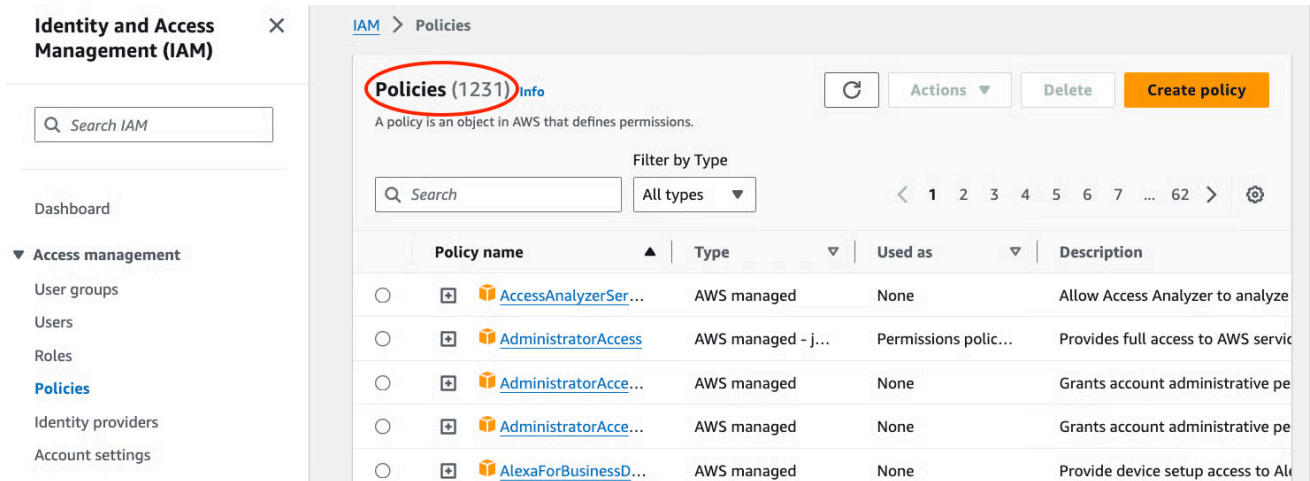 Identity and Access
Management (IAM)
Search IAM
Dashboard
Access management
User groups
Users
Roles
Policies
Identity providers
Account settings
IAM > Policies
Policies (1231) Info
Actions
Delete
Create policy
A policy is an object in AWS that defines permissions.
Filter by Type
Search
All types
1 2 3 4 5 6 7 ... 62
Policy name Type Used as Description
AccessAnalyzerSer... AWS managed None Allow Access Analyzer to analyze
AdministratorAccess AWS managed - j... Permissions polic... Provides full access to AWS servic
AdministratorAcce... AWS managed None Grants account administrative pe
AdministratorAcce... AWS managed None Grants account administrative pe
AlexaForBusinessD... AWS managed None Provide device setup access to Ale